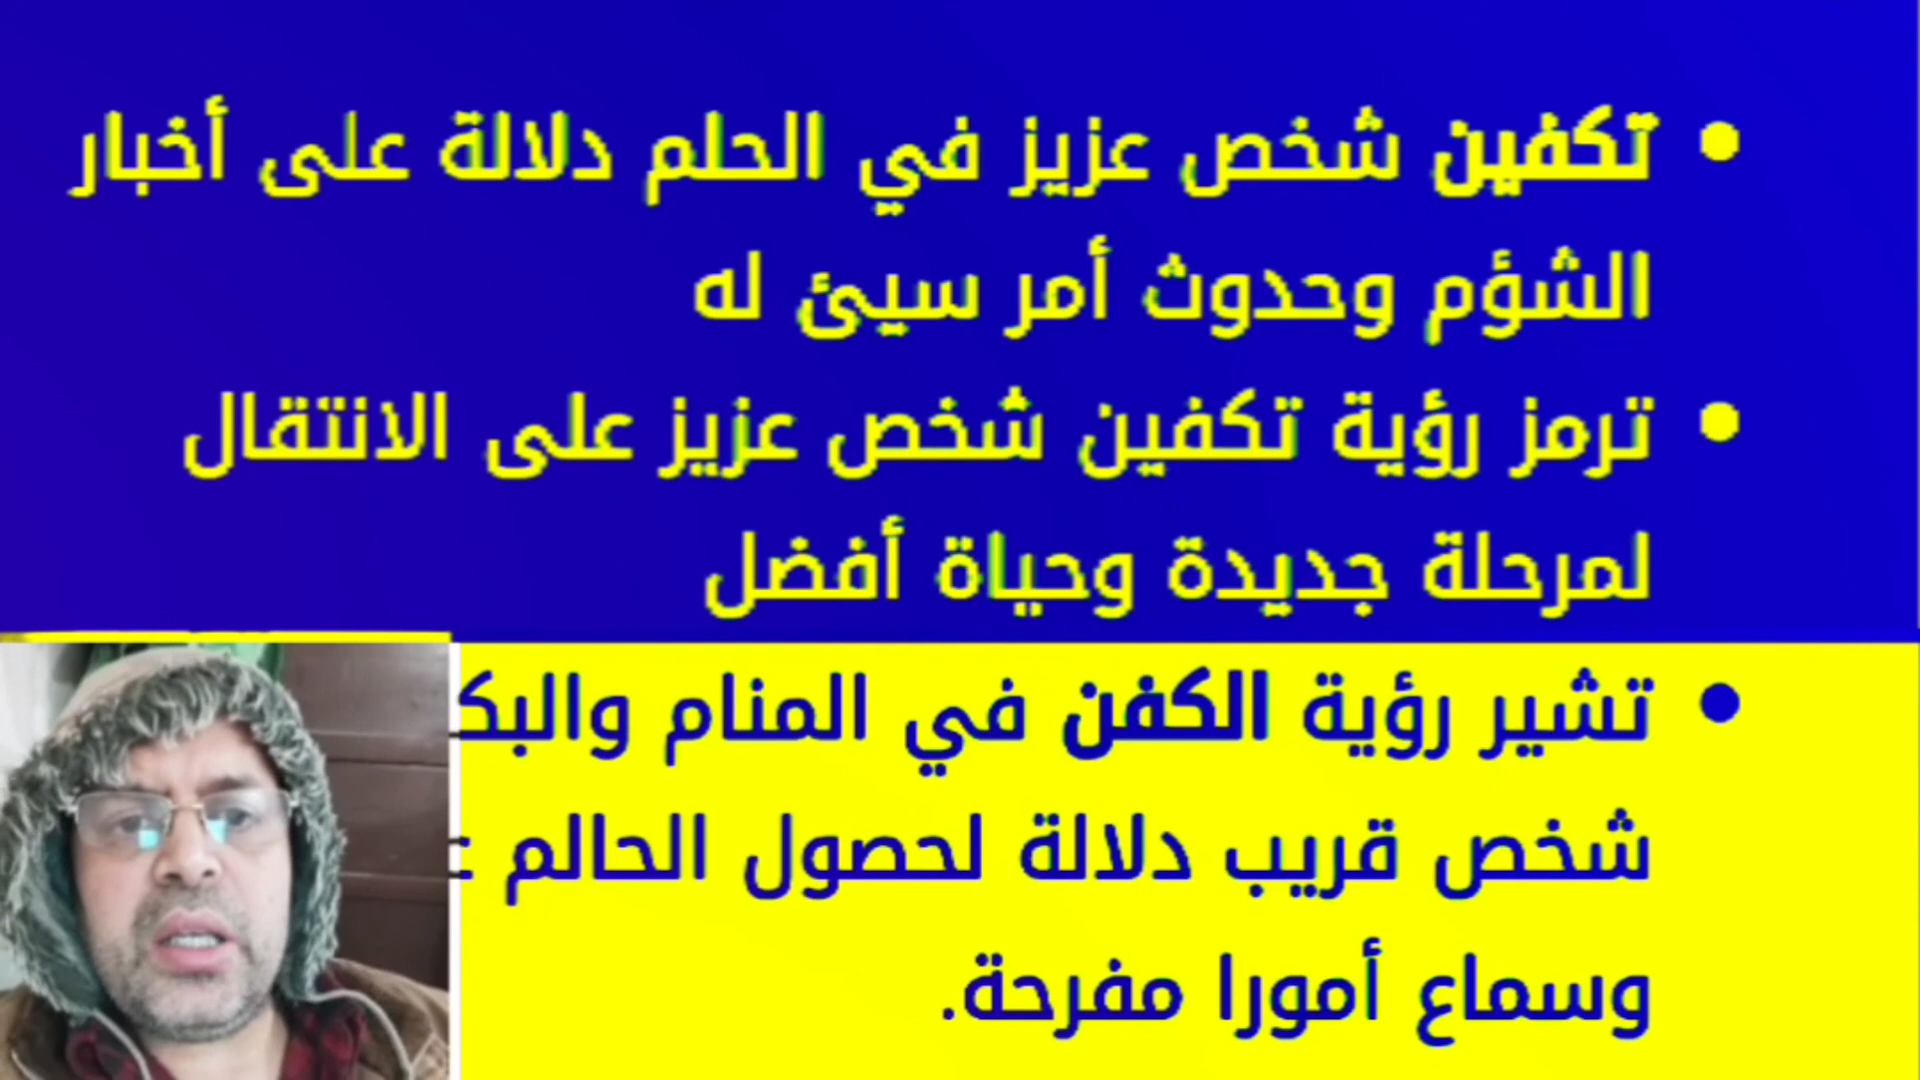 تكفين شخص عزيز في الحلم دلالة على أخبار
الشؤم وحدوث أمر سيئ له
ترمز رؤية تكفين شخص عزيز على الانتقال
لمرحلة جديدة وحياة أفضل
تشير رؤية الكفن في المنام
شخص قريب دلالة لحصول الحالم
وسماع أمورا مفرحة.